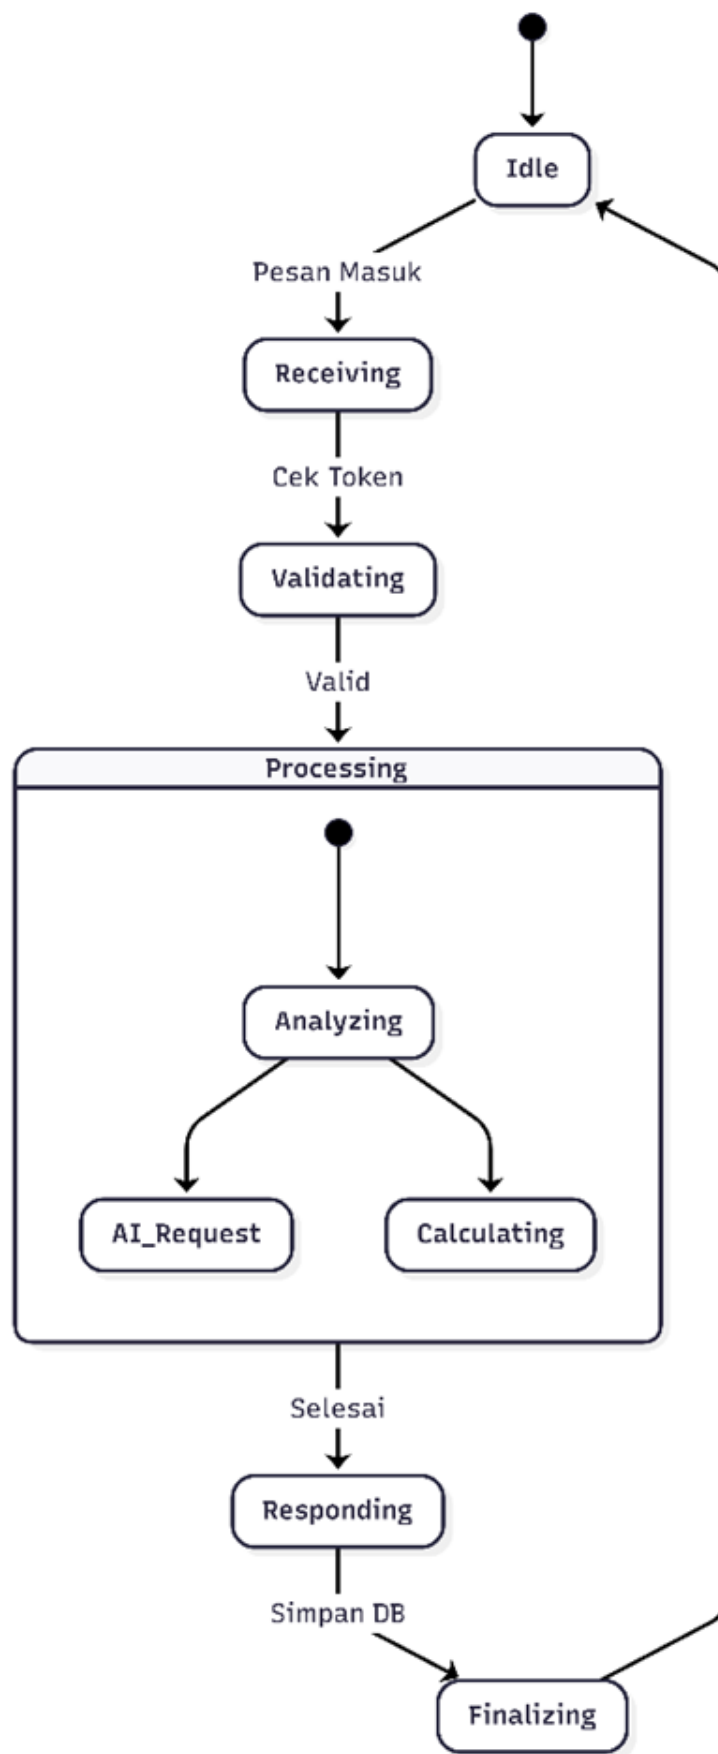 Idle
Pesan Masuk
Receiving
Cek Token
Validating
Valid
Processing
Analyzing
AI_Request
Calculating
Selesai
Responding
Simpan DB
Finalizing